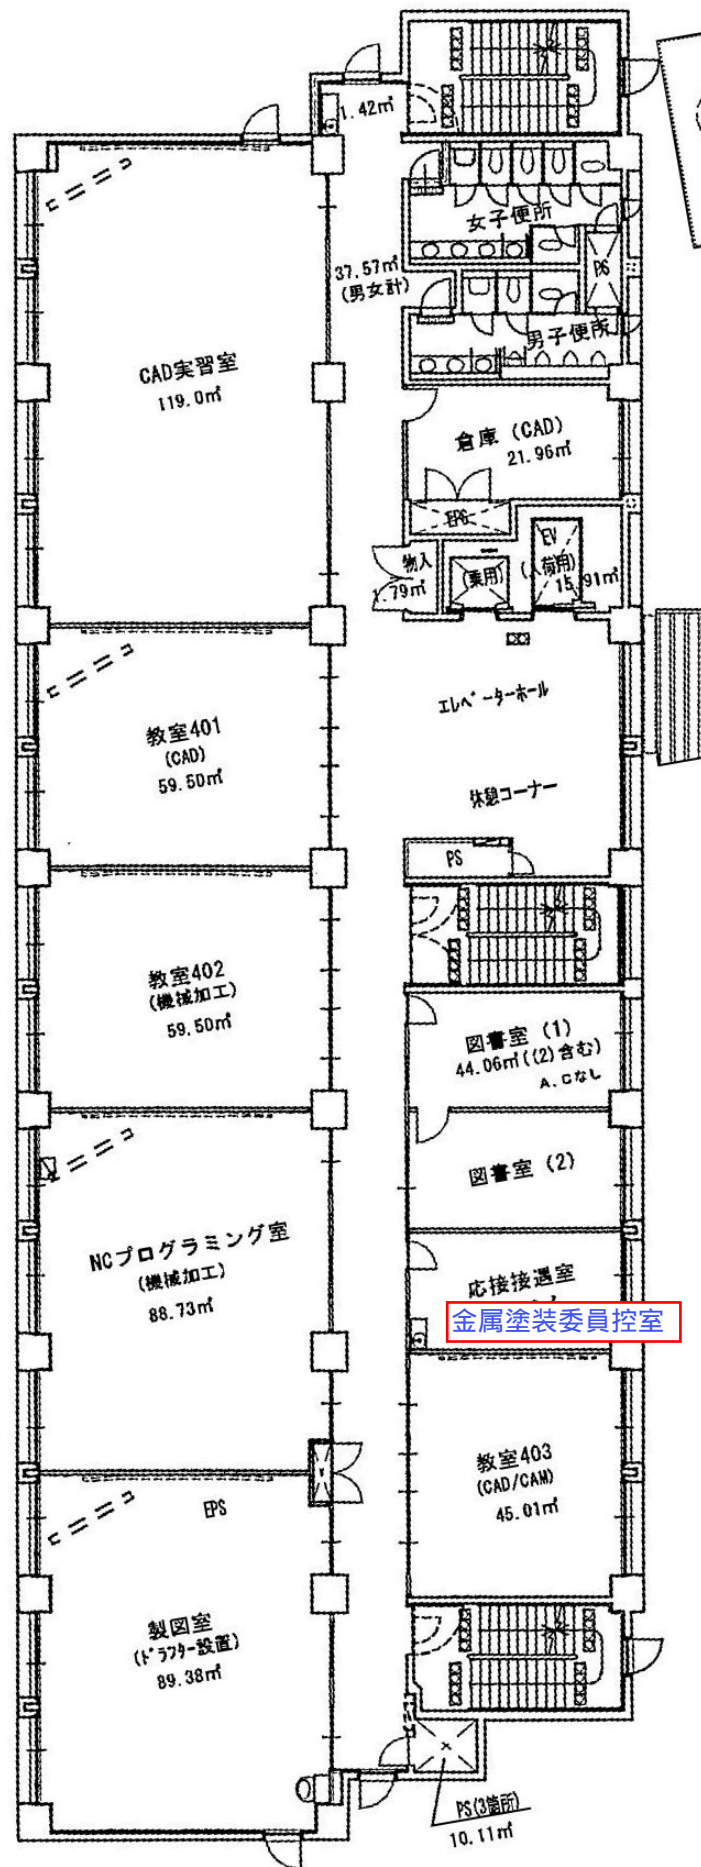 1.42㎡
女子便所
37.57㎡
(男女計)
PS
男子便所
CAD実習室
119.0㎡
倉庫 (CAD)
21.96㎡
EPS
EV
物入
1.79㎡
(乗用)
(人荷用)
15.91㎡
エレベーターホール
教室401
(CAD)
59.50㎡
休憩コーナー
PS
教室402
(機械加工)
59.50㎡
図書室 (1)
44.06㎡((2)含む)
A.Cなし
図書室 (2)
NCプログラミング室
(機械加工)
88.73㎡
応接接遇室
金属塗装委員控室
教室403
(CAD/CAM)
45.01㎡
EPS
製図室
(ドラフター設置)
89.38㎡
PS(3箇所)
10.11㎡